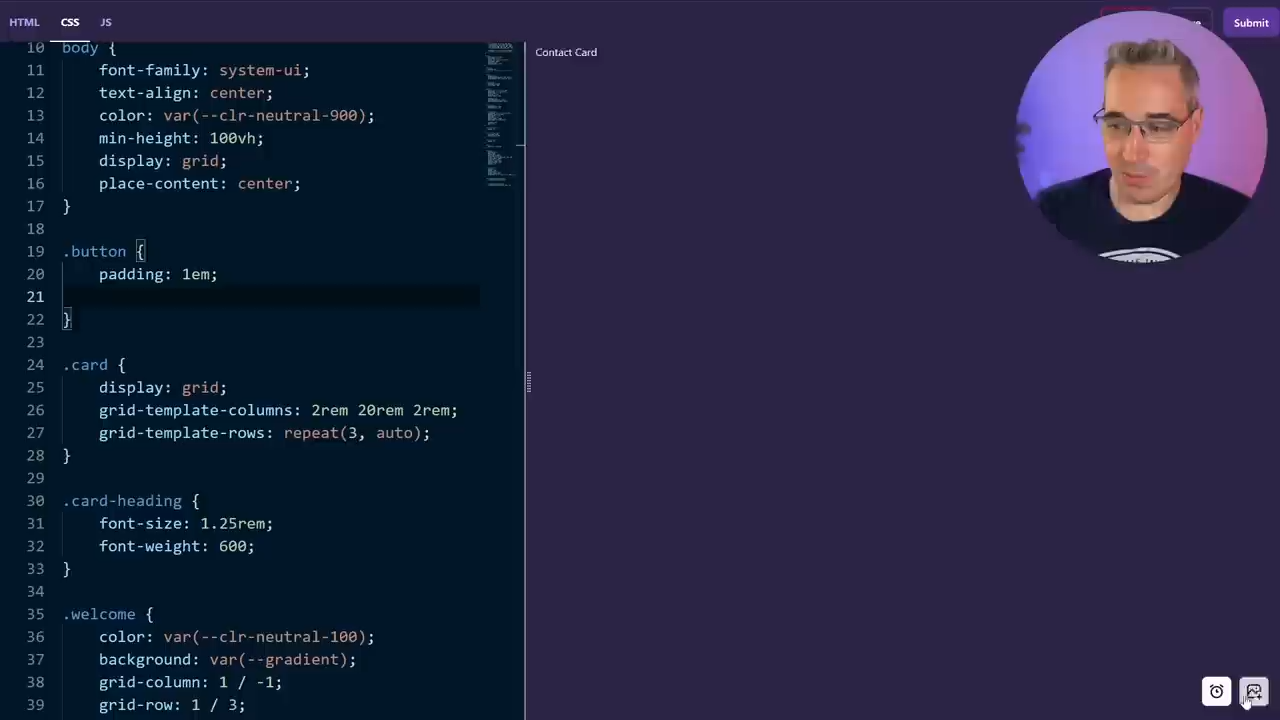 HTML CSS JS
Submit
Contact Card
10 body {
11 font-family: system-ui;
12 text-align: center;
13 color: var(--clr-neutral-900);
14 min-height: 100vh;
15 display: grid;
16 place-content: center;
17 }
18
19 .button {
20 padding: 1em;
21
22 }
23
24 .card {
25 display: grid;
26 grid-template-columns: 2rem 20rem 2rem;
27 grid-template-rows: repeat(3, auto);
28 }
29
30 .card-heading {
31 font-size: 1.25rem;
32 font-weight: 600;
33 }
34
35 .welcome {
36 color: var(--clr-neutral-100);
37 background: var(--gradient);
38 grid-column: 1 / -1;
39 grid-row: 1 / 3;